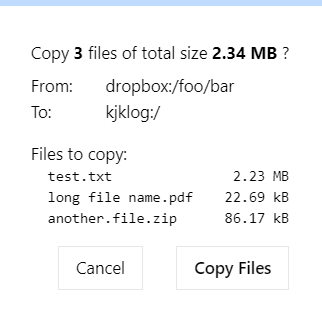 Copy 3 files of total size 2.34 MB ?
From: dropbox:/foo/bar
To: kjklog:/
Files to copy:
test.txt 2.23 MB
long file name.pdf 22.69 kB
another.file.zip 86.17 kB
Cancel Copy Files